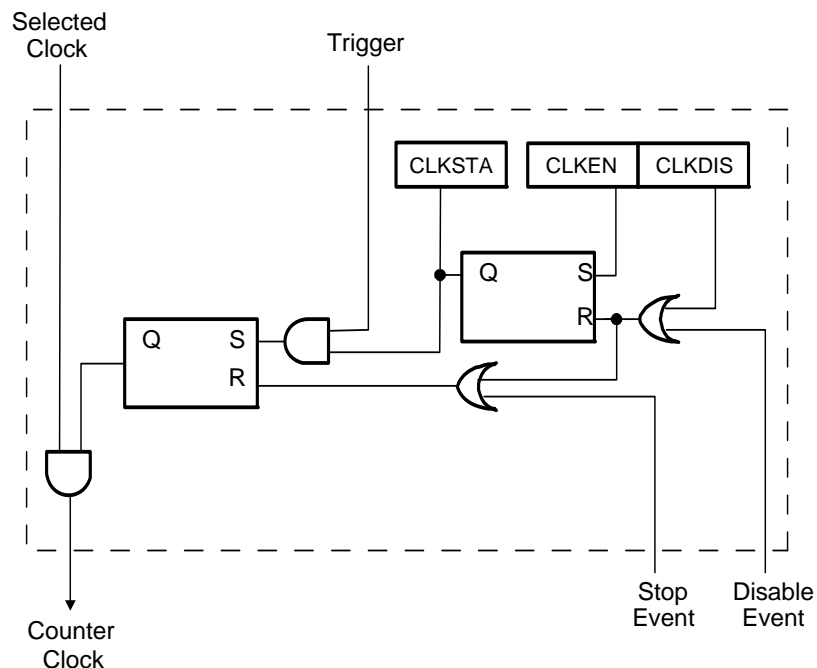 Selected
Clock
Trigger
CLKSTA
CLKEN
CLKDIS
Q
S
R
Q
S
R
Stop
Event
Disable
Event
Counter
Clock